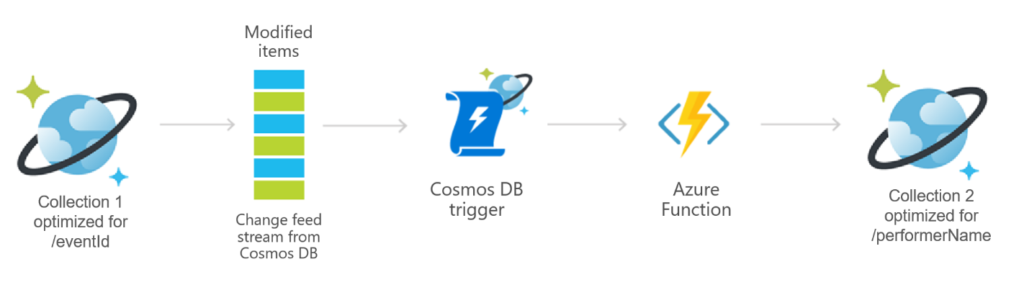 Modified
items
Collection 1
optimized for
/eventId
Change feed
stream from
Cosmos DB
Cosmos DB
trigger
Azure
Function
Collection 2
optimized for
/performerName